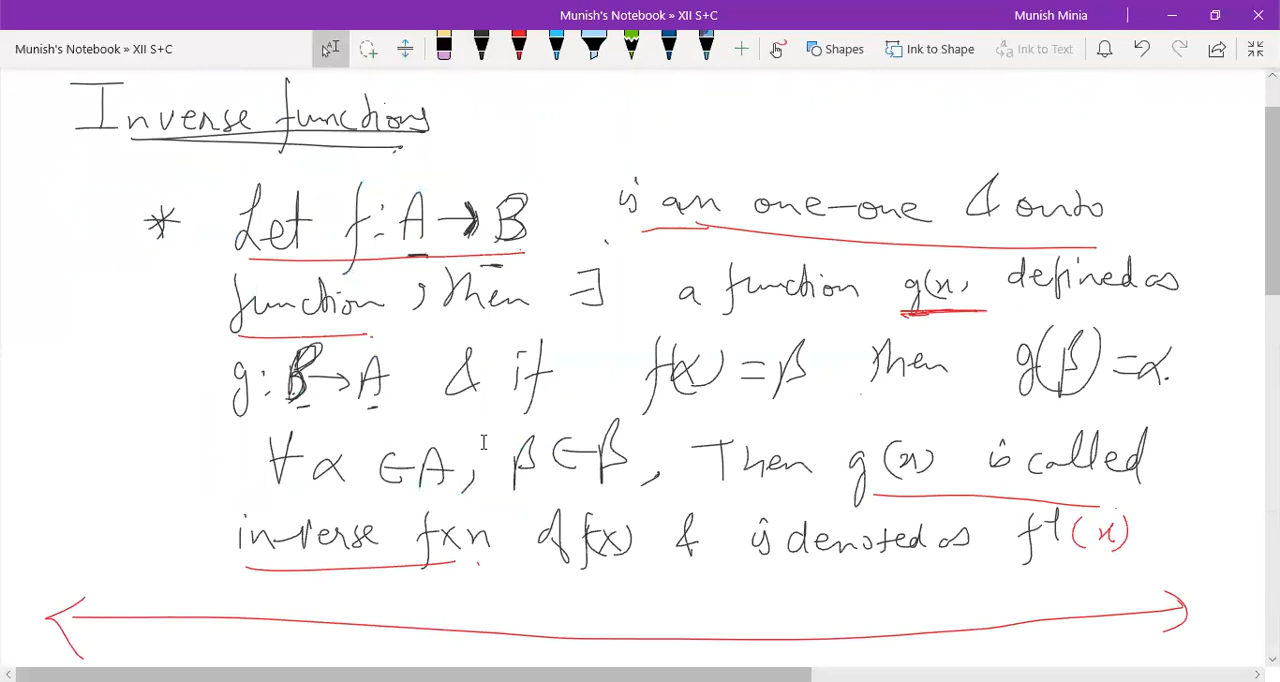 Munish's Notebook » XII S+C
Munish Minia
Munish's Notebook » XII S+C
Shapes
Ink to Shape
Ink to Text
Inverse functions
* Let f: A → B is an one-one & onto
function, then ∃ a function g(x) defined as
g: B → A & if f(α) = β then g(β) = α.
∀ α ∈ A, β ∈ β, Then g(x) is called
inverse fxn of f(x) & is denoted as f⁻¹(x)